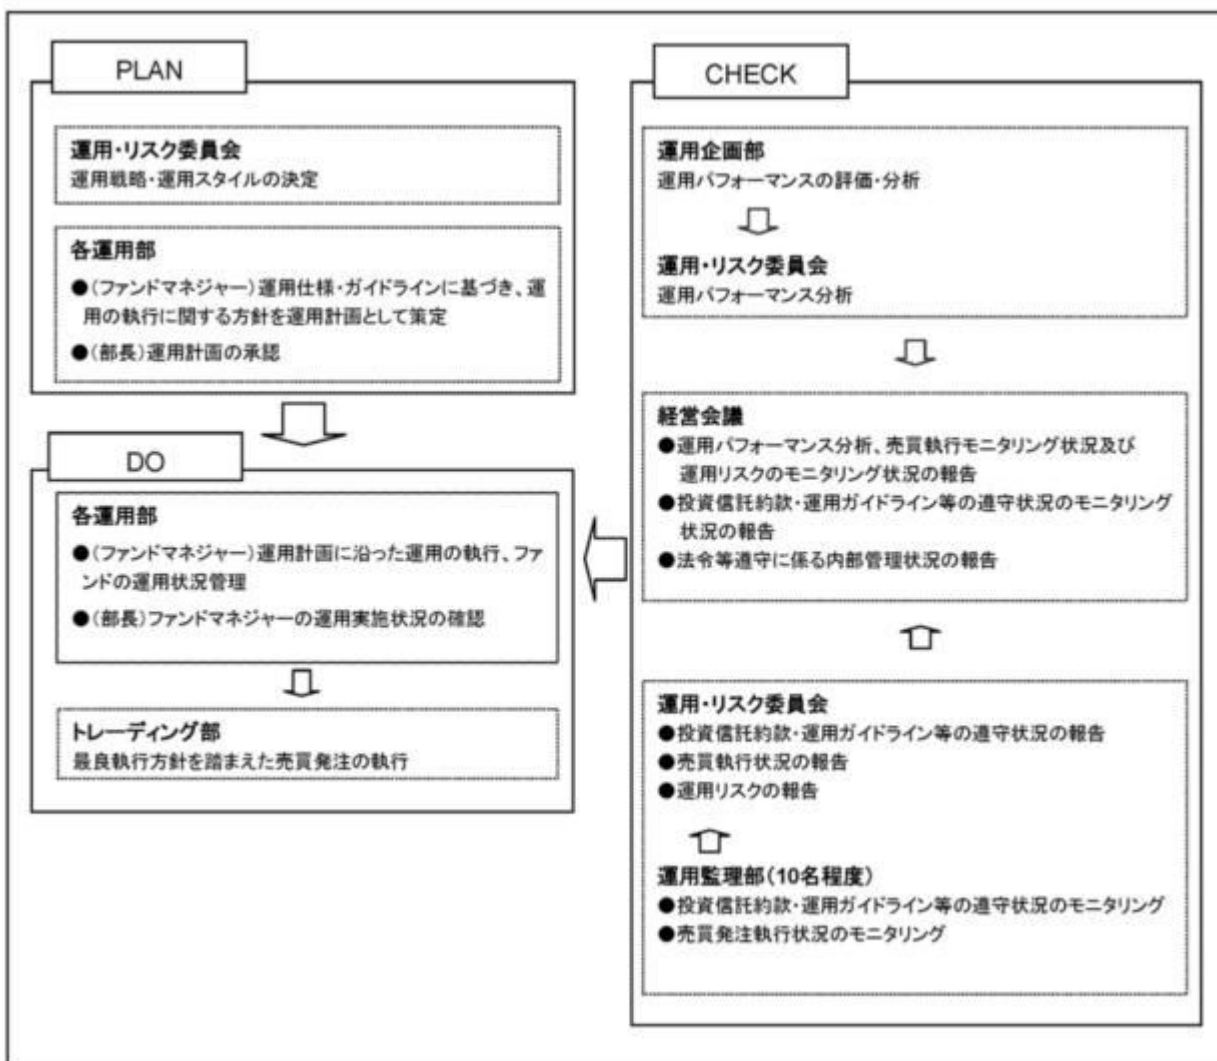 PLAN
運用・リスク委員会
運用戦略・運用スタイルの決定
各運用部
●(ファンドマネジャー)運用仕様・ガイドラインに基づき、運
用の執行に関する方針を運用計画として策定
●(部長)運用計画の承認
DO
各運用部
●(ファンドマネジャー)運用計画に沿った運用の執行、ファ
ンドの運用状況管理
●(部長)ファンドマネジャーの運用実施状況の確認
トレーディング部
最良執行方針を踏まえた売買発注の執行
CHECK
運用企画部
運用パフォーマンスの評価・分析
運用・リスク委員会
運用パフォーマンス分析
経営会議
●運用パフォーマンス分析、売買執行モニタリング状況及び
運用リスクのモニタリング状況の報告
●投資信託約款・運用ガイドライン等の遵守状況のモニタリング
状況の報告
●法令等遵守に係る内部管理状況の報告
運用・リスク委員会
●投資信託約款・運用ガイドライン等の遵守状況の報告
●売買執行状況の報告
●運用リスクの報告
運用監理部(10名程度)
●投資信託約款・運用ガイドライン等の遵守状況のモニタリング
●売買発注執行状況のモニタリング